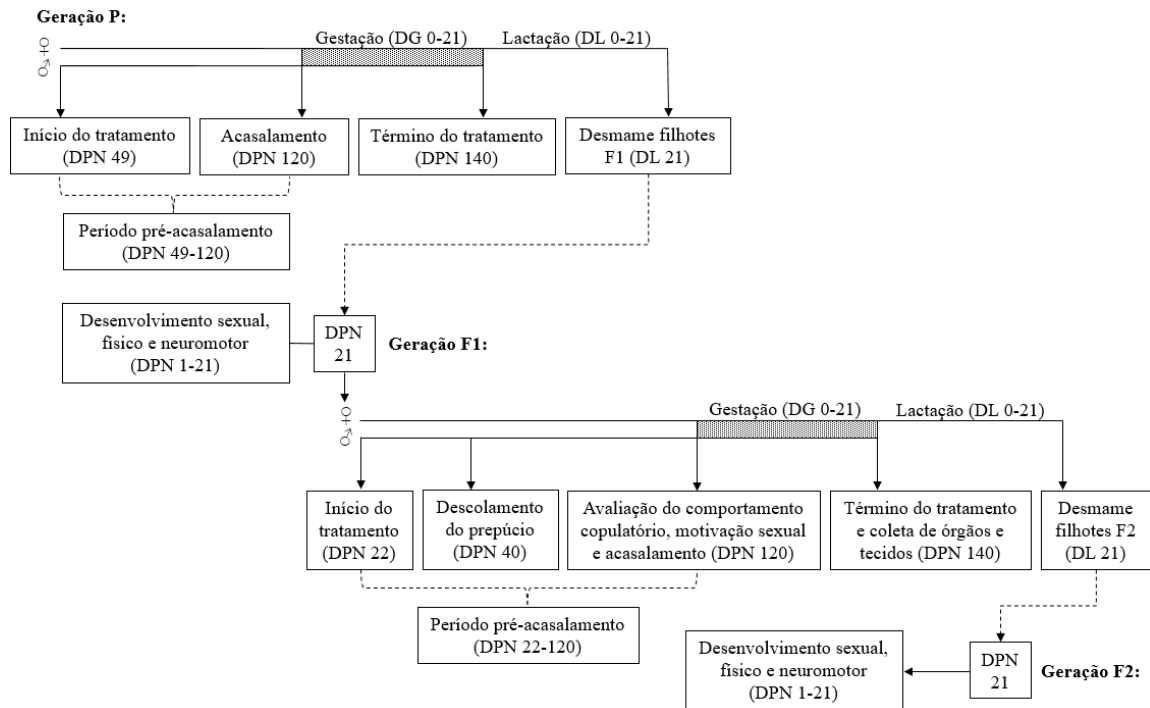 Geração P:
Gestação (DG 0-21)
Lactação (DL 0-21)
♀
♂
Início do tratamento
(DPN 49)
Acasalamento
(DPN 120)
Término do tratamento
(DPN 140)
Desmame filhotes
F1 (DL 21)
Período pré-acasalamento
(DPN 49-120)
Desenvolvimento sexual,
físico e neuromotor
(DPN 1-21)
DPN
21
Geração F1:
Gestação (DG 0-21)
Lactação (DL 0-21)
♀
♂
Início do
tratamento
(DPN 22)
Descolamento
do prepúcio
(DPN 40)
Avaliação do comportamento
copulatório, motivação sexual
e acasalamento (DPN 120)
Término do tratamento
e coleta de órgãos e
tecidos (DPN 140)
Desmame
filhotes F2
(DL 21)
Período pré-acasalamento
(DPN 22-120)
Desenvolvimento sexual,
físico e neuromotor
(DPN 1-21)
DPN
21
Geração F2: